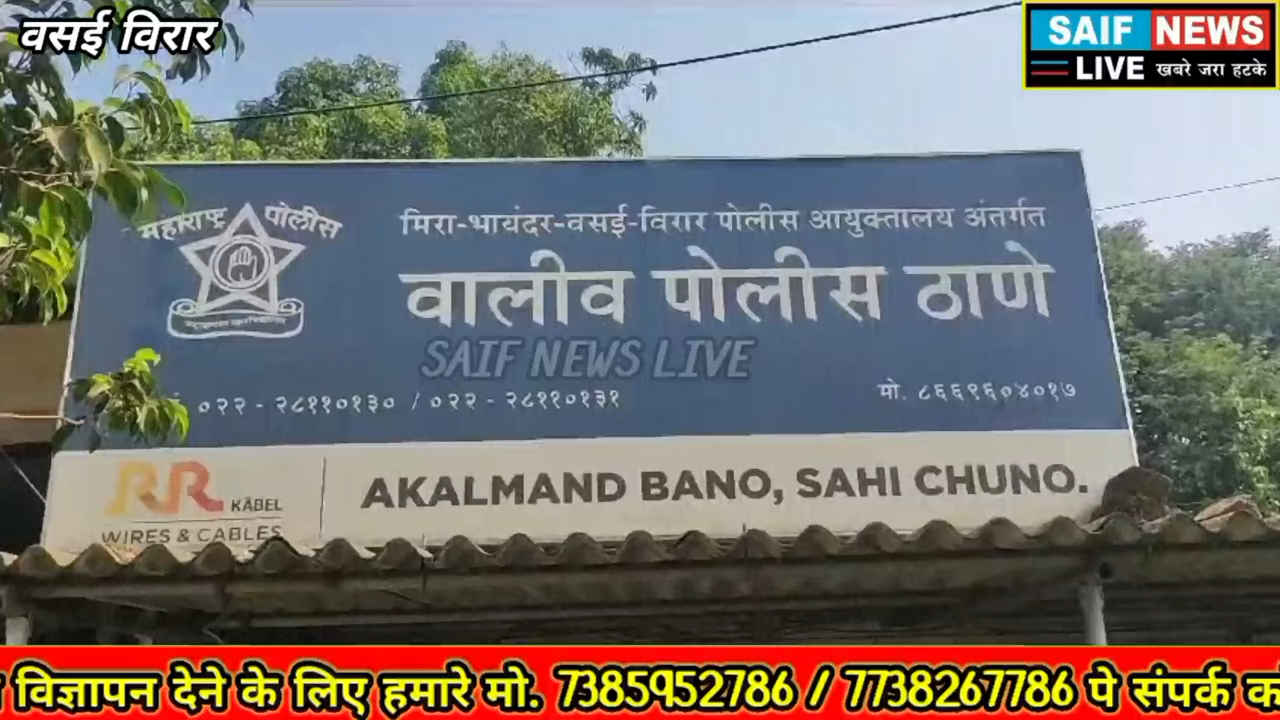 वसई विरार
SAIF NEWS
LIVE खबरे जरा हटके
महाराष्ट्र पोलीस
मिरा-भायंदर-वसई-विरार पोलीस आयुक्तालय अंतर्गत
वालीव पोलीस ठाणे
SAIF NEWS LIVE
०२२ - २८११०१३० / ०२२ - २८११०१३१
मो. ८६६९६०४०१७
RR KABEL
WIRES & CABLES
AKALMAND BANO, SAHI CHUNO.
विज्ञापन देने के लिए हमारे मो. 7385952786 / 7738267786 पे संपर्क